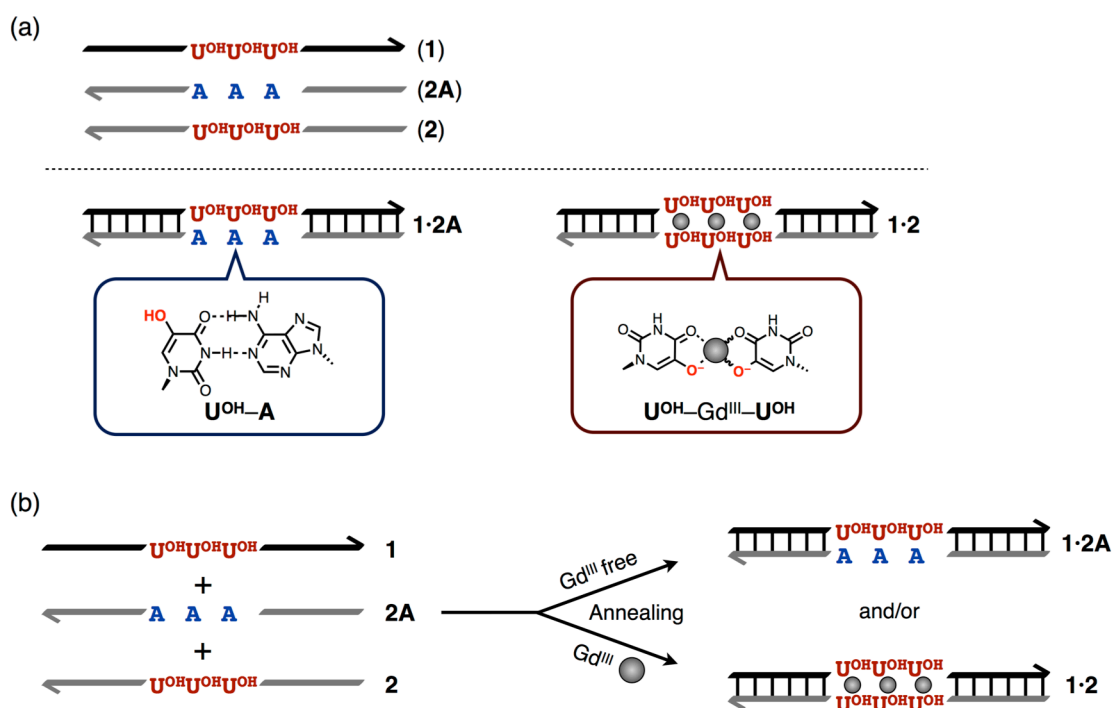 (a)
UᴼᴴUᴼᴴUᴼᴴ (1)
A A A (2A)
UᴼᴴUᴼᴴUᴼᴴ (2)
UᴼᴴUᴼᴴUᴼᴴ
A A A
1·2A
UᴼᴴUᴼᴴUᴼᴴ
UᴼᴴUᴼᴴUᴼᴴ
1·2
H
HO O H N N
N H N N
N O N
Uᴼᴴ–A
H H
O N O O N O
N O⁻ O⁻ N
Uᴼᴴ–Gdᴵᴵᴵ–Uᴼᴴ
(b)
UᴼᴴUᴼᴴUᴼᴴ 1
+
A A A 2A
+
UᴼᴴUᴼᴴUᴼᴴ 2
Gdᴵᴵᴵ free
Annealing
Gdᴵᴵᴵ
UᴼᴴUᴼᴴUᴼᴴ
A A A
1·2A
and/or
UᴼᴴUᴼᴴUᴼᴴ
UᴼᴴUᴼᴴUᴼᴴ
1·2